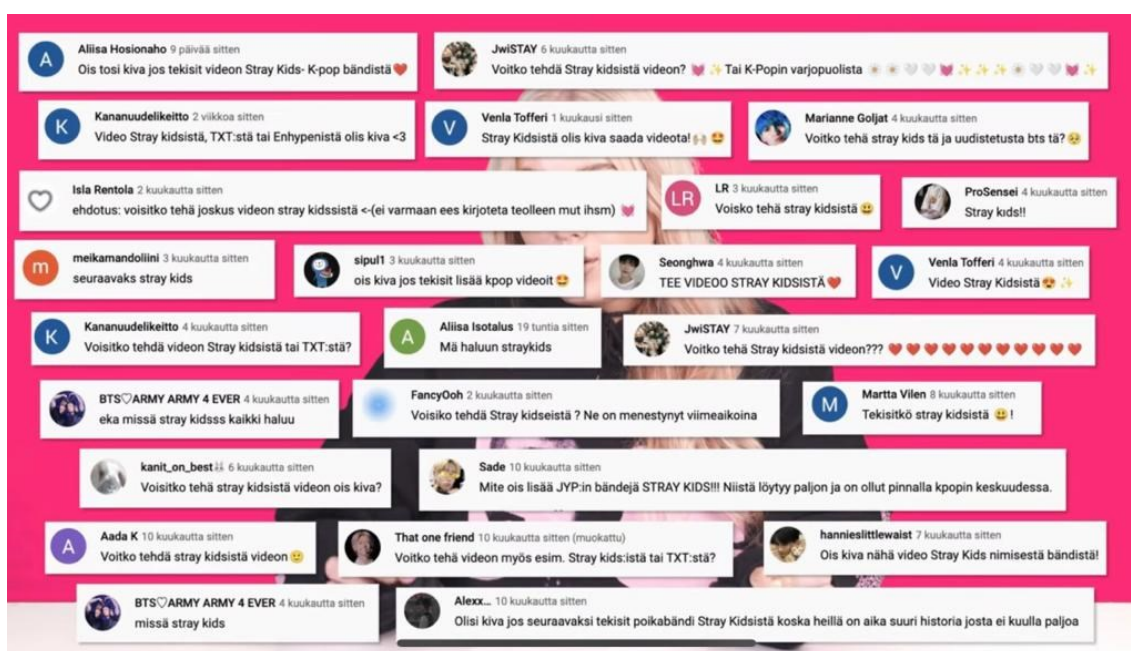 Aliisa Hosionaho 9 päivää sitten
Ois tosi kiva jos tekisit videon Stray Kids- K-pop bändistä❤️
JwiSTAY 6 kuukautta sitten
Voitko tehdä Stray kidsistä videon? 💓 ✨ Tai K-Popin varjopuolista
Kananuudelikeitto 2 viikkoa sitten
Video Stray kidsistä, TXT:stä tai Enhypenistä olis kiva <3
Venla Tofferi 1 kuukausi sitten
Stray Kidsistä olis kiva saada videota!🙌🏻 🤩
Marianne Goljat 4 kuukautta sitten
Voitko tehä stray kids tä ja uudistetusta bts tä?🥺
Isla Rentola 2 kuukautta sitten
ehdotus: voisitko tehä joskus videon stray kidssistä <-(ei varmaan ees kirjoteta teolleen mut ihsm) 💓
LR
LR 3 kuukautta sitten
Voisko tehä stray kidsistä 😃
ProSensei 4 kuukautta sitten
Stray kıds!!
meikamandoliini 3 kuukautta sitten
seuraavaks stray kids
sipul1 3 kuukautta sitten
ois kiva jos tekisit lisää kpop videoit 🤩
Seonghwa 4 kuukautta sitten
TEE VIDEOO STRAY KIDSISTÄ❤️
Venla Tofferi 4 kuukautta sitten
Video Stray Kidsistä😍 ✨
Kananuudelikeitto 4 kuukautta sitten
Voisitko tehdä videon Stray kidsistä tai TXT:stä?
Aliisa Isotalus 19 tuntia sitten
Mä haluun straykids
JwiSTAY 7 kuukautta sitten
Voitko tehä Stray kidsistä videon??? ❤️❤️❤️❤️❤️❤️❤️❤️❤️❤️❤️
BTS♡ARMY ARMY 4 EVER 4 kuukautta sitten
eka missä stray kidsss kaikki haluu
FancyOoh 2 kuukautta sitten
Voisiko tehdä Stray kidseistä ? Ne on menestynyt viimeaikoina
Martta Vilen 8 kuukautta sitten
Tekisitkö stray kidsistä 😃 !
kanit_on_best🐰 6 kuukautta sitten
Voisitko tehä stray kidsistä videon ois kiva?
Sade 10 kuukautta sitten
Mite ois lisää JYP:in bändejä STRAY KIDS!!! Niistä löytyy paljon ja on ollut pinnalla kpopin keskuudessa.
Aada K 10 kuukautta sitten
Voitko tehdä stray kidsistä videon🙂
That one friend 10 kuukautta sitten (muokattu)
Voitko tehä videon myös esim. Stray kids:istä tai TXT:stä?
hannieslittlewaist 7 kuukautta sitten
Ois kiva nähä video Stray Kids nimisestä bändistä!
BTS♡ARMY ARMY 4 EVER 4 kuukautta sitten
missä stray kids
Alexx... 10 kuukautta sitten
Olisi kiva jos seuraavaksi tekisit poikabändi Stray Kidsistä koska heillä on aika suuri historia josta ei kuulla paljoa